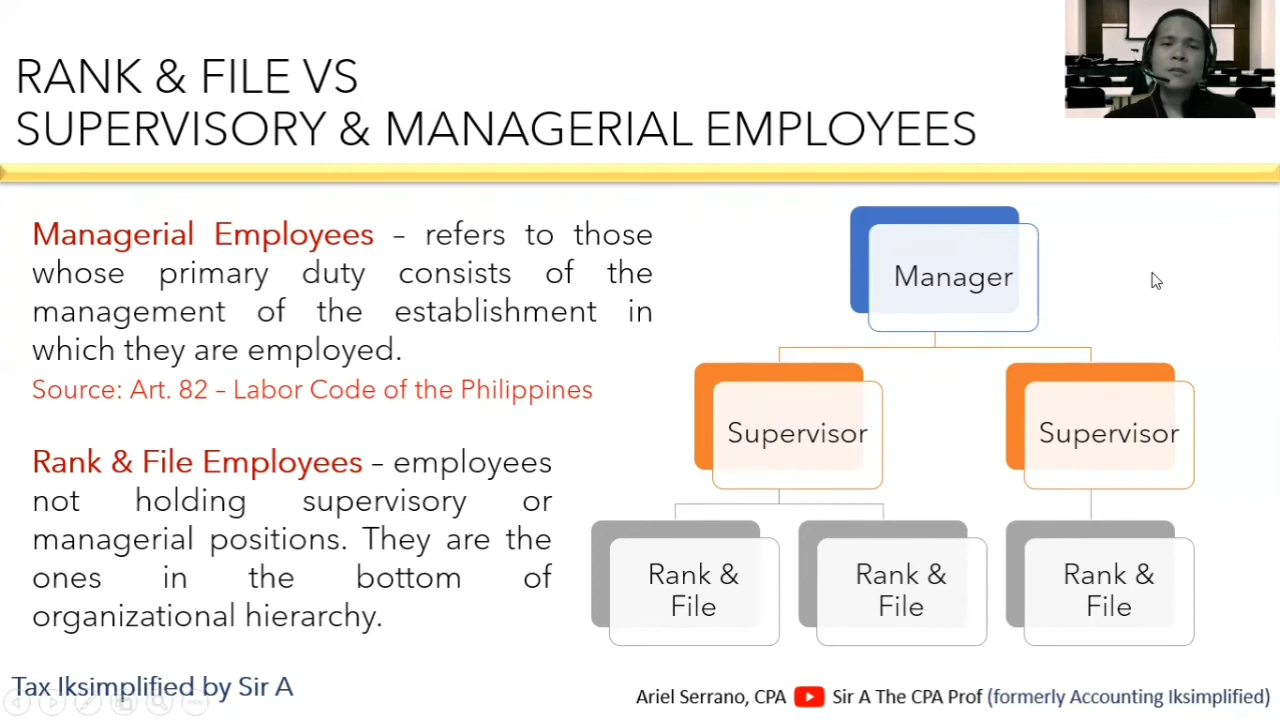 RANK & FILE VS
SUPERVISORY & MANAGERIAL EMPLOYEES
Managerial Employees – refers to those
whose primary duty consists of the
management of the establishment in
which they are employed.
Source: Art. 82 – Labor Code of the Philippines
Rank & File Employees – employees
not holding supervisory or
managerial positions. They are the
ones in the bottom of
organizational hierarchy.
Manager
Supervisor
Supervisor
Rank &
File
Rank &
File
Rank &
File
Tax Iksimplified by Sir A
Ariel Serrano, CPA Sir A The CPA Prof (formerly Accounting Iksimplified)